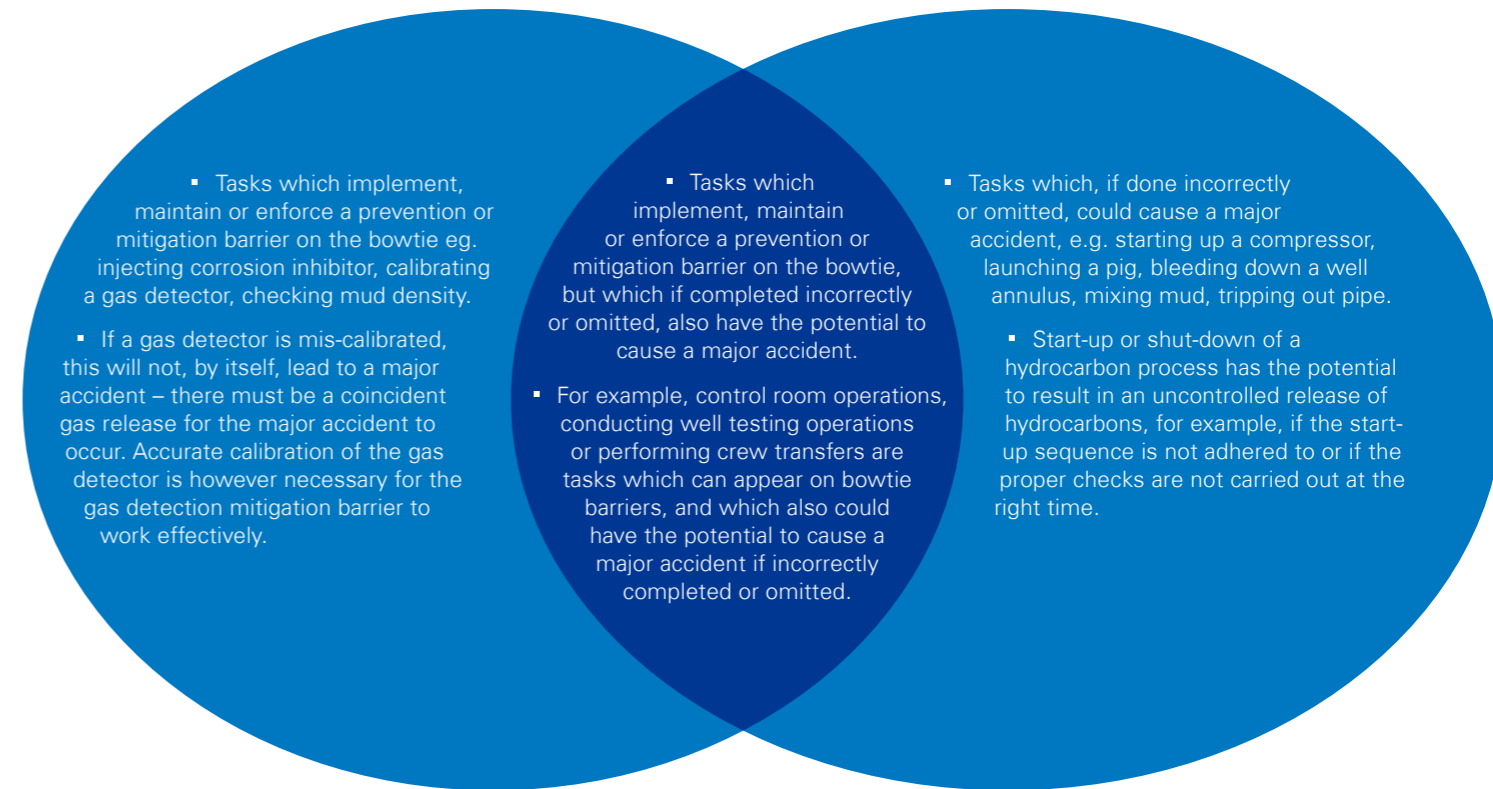 ▪ Tasks which implement,
maintain or enforce a prevention or
mitigation barrier on the bowtie eg.
injecting corrosion inhibitor, calibrating
a gas detector, checking mud density.
▪ If a gas detector is mis-calibrated,
this will not, by itself, lead to a major
accident – there must be a coincident
gas release for the major accident to
occur. Accurate calibration of the gas
detector is however necessary for the
gas detection mitigation barrier to
work effectively.
▪ Tasks which
implement, maintain
or enforce a prevention or
mitigation barrier on the bowtie,
but which if completed incorrectly
or omitted, also have the potential to
cause a major accident.
▪ For example, control room operations,
conducting well testing operations
or performing crew transfers are
tasks which can appear on bowtie
barriers, and which also could
have the potential to cause a
major accident if incorrectly
completed or omitted.
▪ Tasks which, if done incorrectly
or omitted, could cause a major
accident, e.g. starting up a compressor,
launching a pig, bleeding down a well
annulus, mixing mud, tripping out pipe.
▪ Start-up or shut-down of a
hydrocarbon process has the potential
to result in an uncontrolled release of
hydrocarbons, for example, if the start-
up sequence is not adhered to or if the
proper checks are not carried out at the
right time.